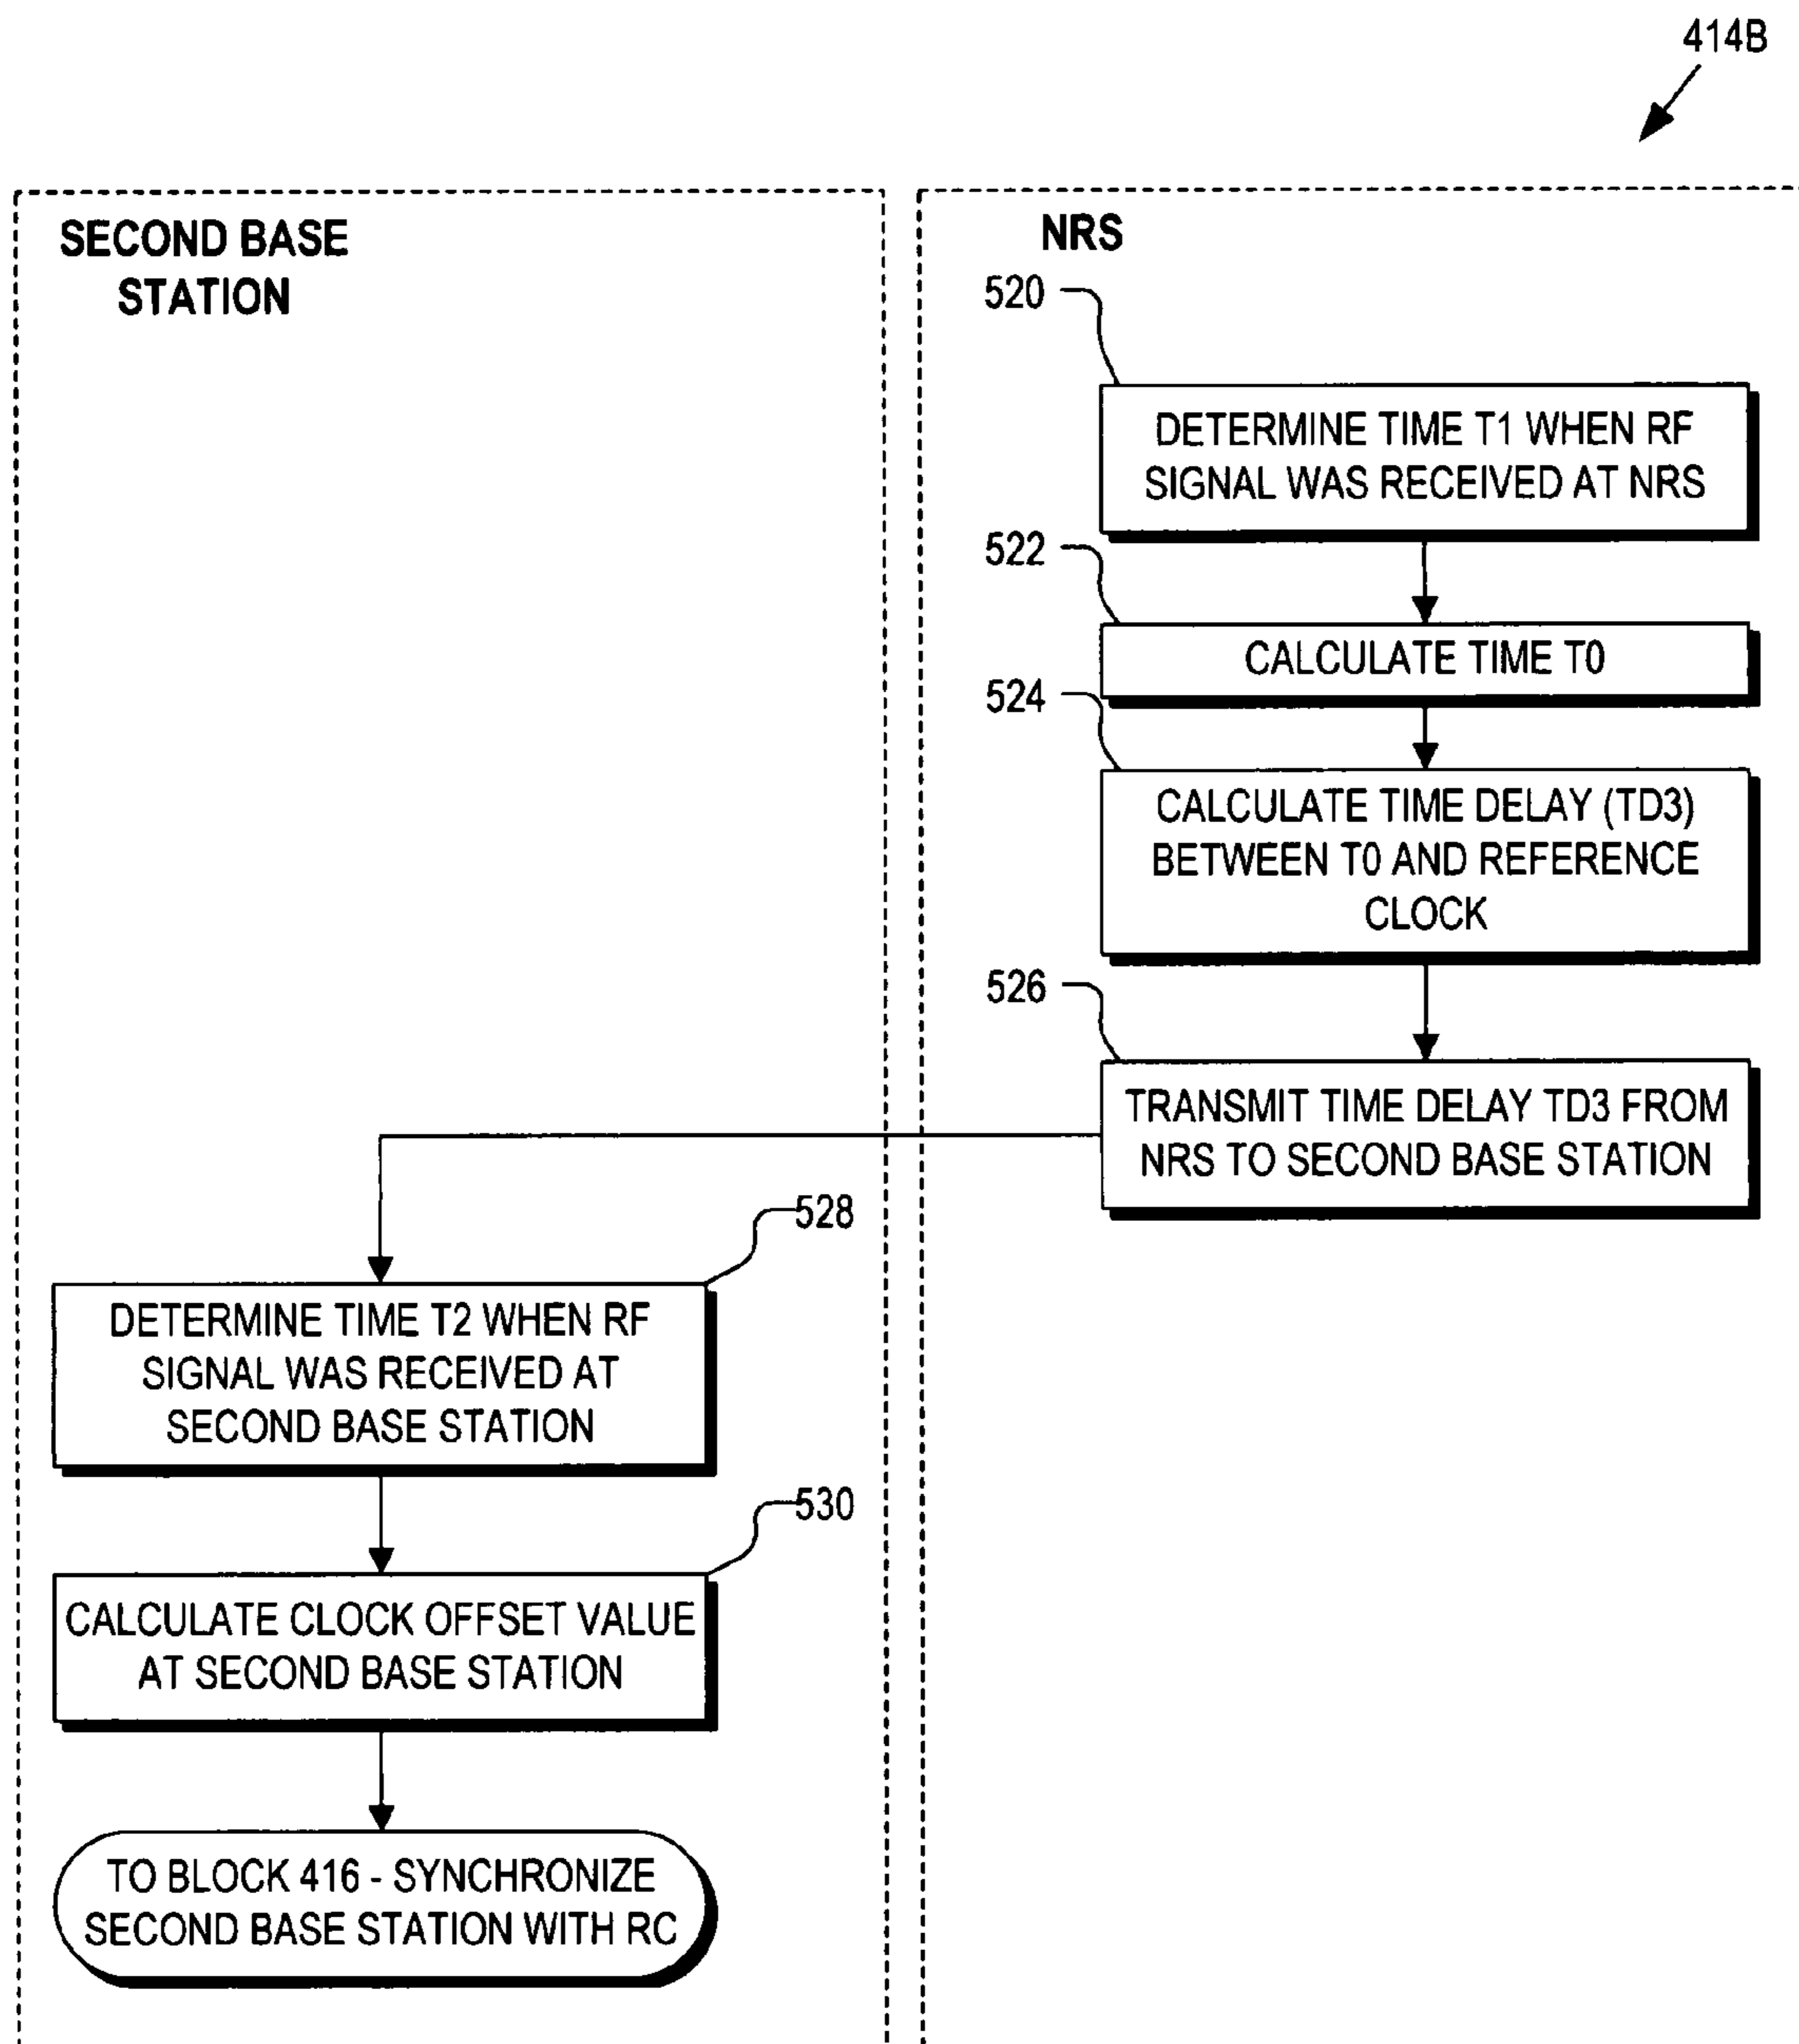 414B
SECOND BASE
STATION
NRS
520
DETERMINE TIME T1 WHEN RF
SIGNAL WAS RECEIVED AT NRS
522
CALCULATE TIME T0
524
CALCULATE TIME DELAY (TD3)
BETWEEN T0 AND REFERENCE
CLOCK
526
TRANSMIT TIME DELAY TD3 FROM
NRS TO SECOND BASE STATION
528
DETERMINE TIME T2 WHEN RF
SIGNAL WAS RECEIVED AT
SECOND BASE STATION
530
CALCULATE CLOCK OFFSET VALUE
AT SECOND BASE STATION
TO BLOCK 416 - SYNCHRONIZE
SECOND BASE STATION WITH RC